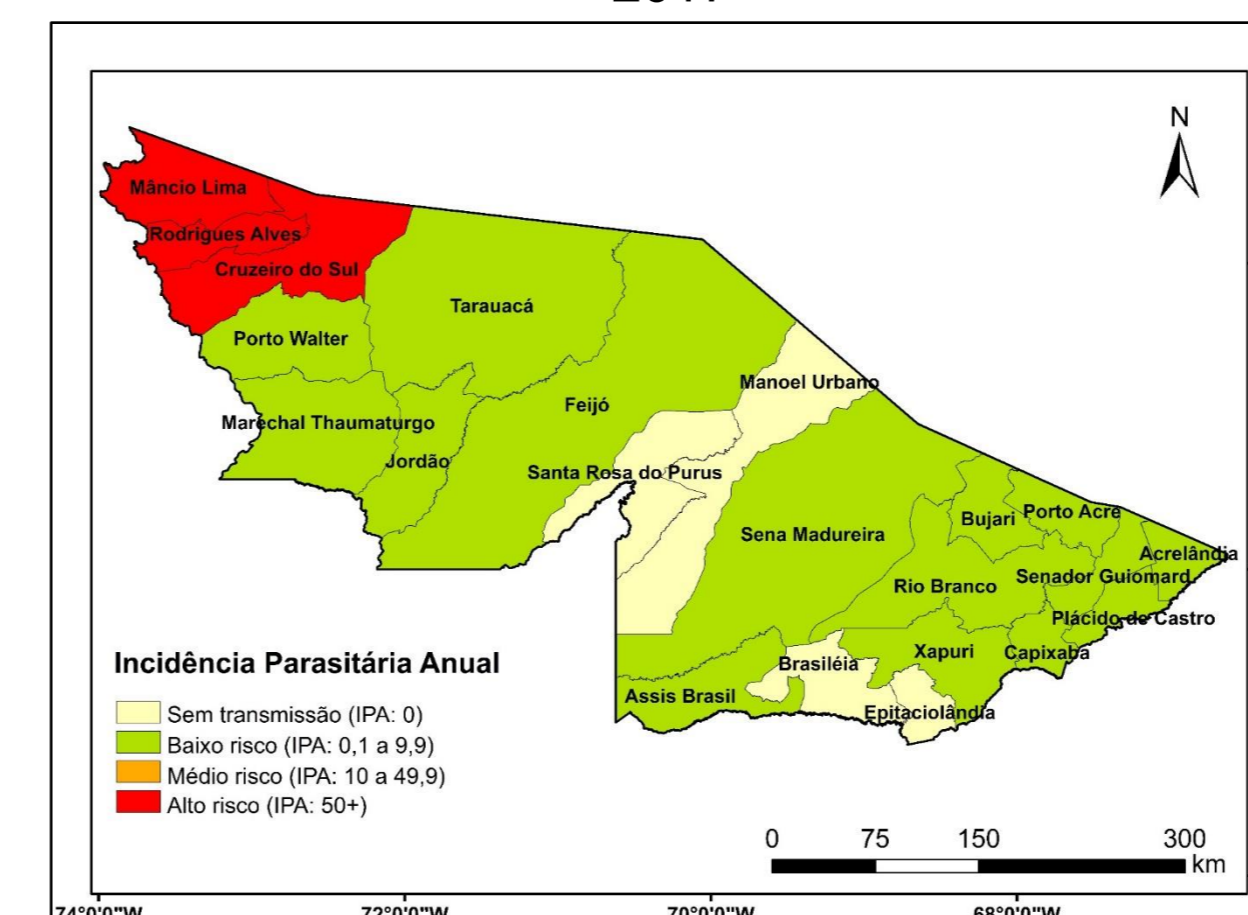 N
Mâncio Lima
Rodrigues Alves
Cruzeiro do Sul
Tarauacá
Porto Walter
Manoel Urbano
Feijó
Marechal Thaumaturgo
Jordão
Santa Rosa do Purus
Sena Madureira
Bujari
Porto Acre
Acrelândia
Rio Branco
Senador Guiomard
Plácido de Castro
Xapuri
Capixaba
Brasiléia
Assis Brasil
Epitaciolândia
Incidência Parasitária Anual
Sem transmissão (IPA: 0)
Baixo risco (IPA: 0,1 a 9,9)
Médio risco (IPA: 10 a 49,9)
Alto risco (IPA: 50+)
0 75 150 300
km
74°0'0"W 72°0'0"W 70°0'0"W 68°0'0"W